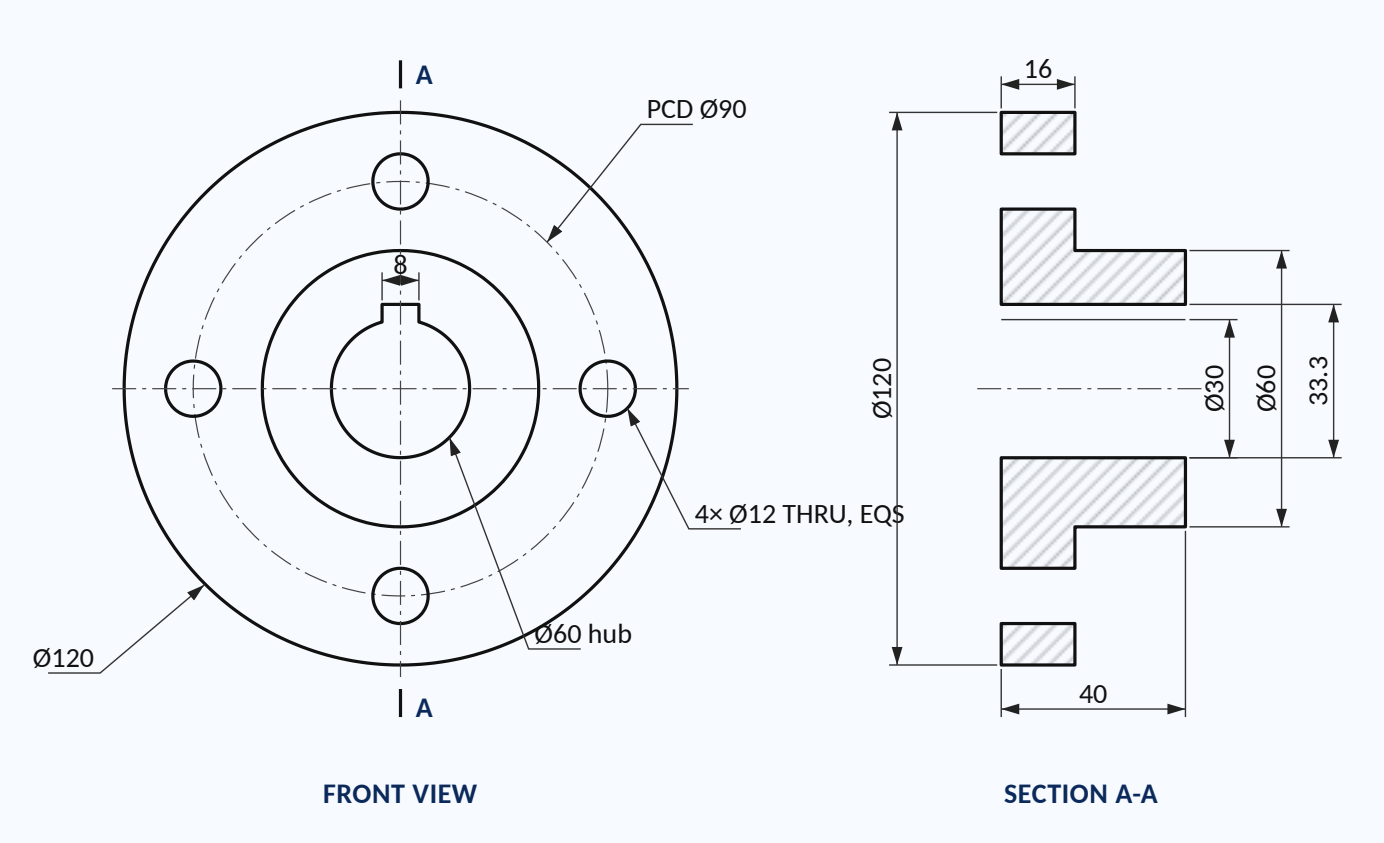 A
PCD Ø90
8
4× Ø12 THRU, EQS
Ø60 hub
Ø120
A
FRONT VIEW
16
Ø120
Ø30
Ø60
33.3
40
SECTION A-A